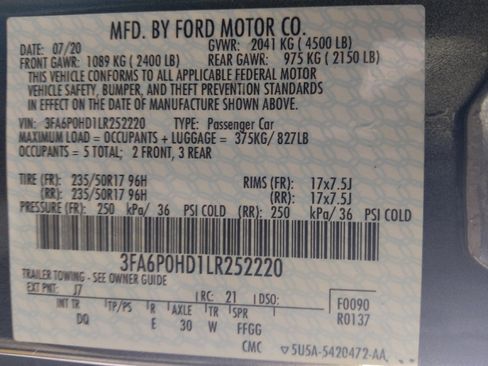 MFD. BY FORD MOTOR CO.
DATE: 07/20 GVWR: 2041 KG (4500 LB)
FRONT GAWR: 1089 KG (2400 LB) REAR GAWR: 975 KG (2150 LB)
THIS VEHICLE CONFORMS TO ALL APPLICABLE FEDERAL MOTOR
VEHICLE SAFETY, BUMPER, AND THEFT PREVENTION STANDARDS
IN EFFECT ON THE DATE OF MANUFACTURE SHOWN ABOVE.
VIN: 3FA6P0HD1LR252220 TYPE: Passenger Car
MAXIMUM LOAD = OCCUPANTS + LUGGAGE = 375KG/ 827LB
OCCUPANTS = 5 TOTAL; 2 FRONT, 3 REAR
TIRE (FR): 235/50R17 96H RIMS (FR): 17x7.5J
(RR): 235/50R17 96H (RR): 17x7.5J
PRESSURE (FR): 250 kPa/ 36 PSI COLD (RR): 250 kPa/ 36 PSI COLD
3FA6P0HD1LR252220
TRAILER TOWING - SEE OWNER GUIDE
EXT PNT: J7 RC: 21 DSO: F0090
INT TR TP/PS R AXLE TR SPR R0137
DQ E 30 W FFGG
CMC ▽5U5A-5420472-AA